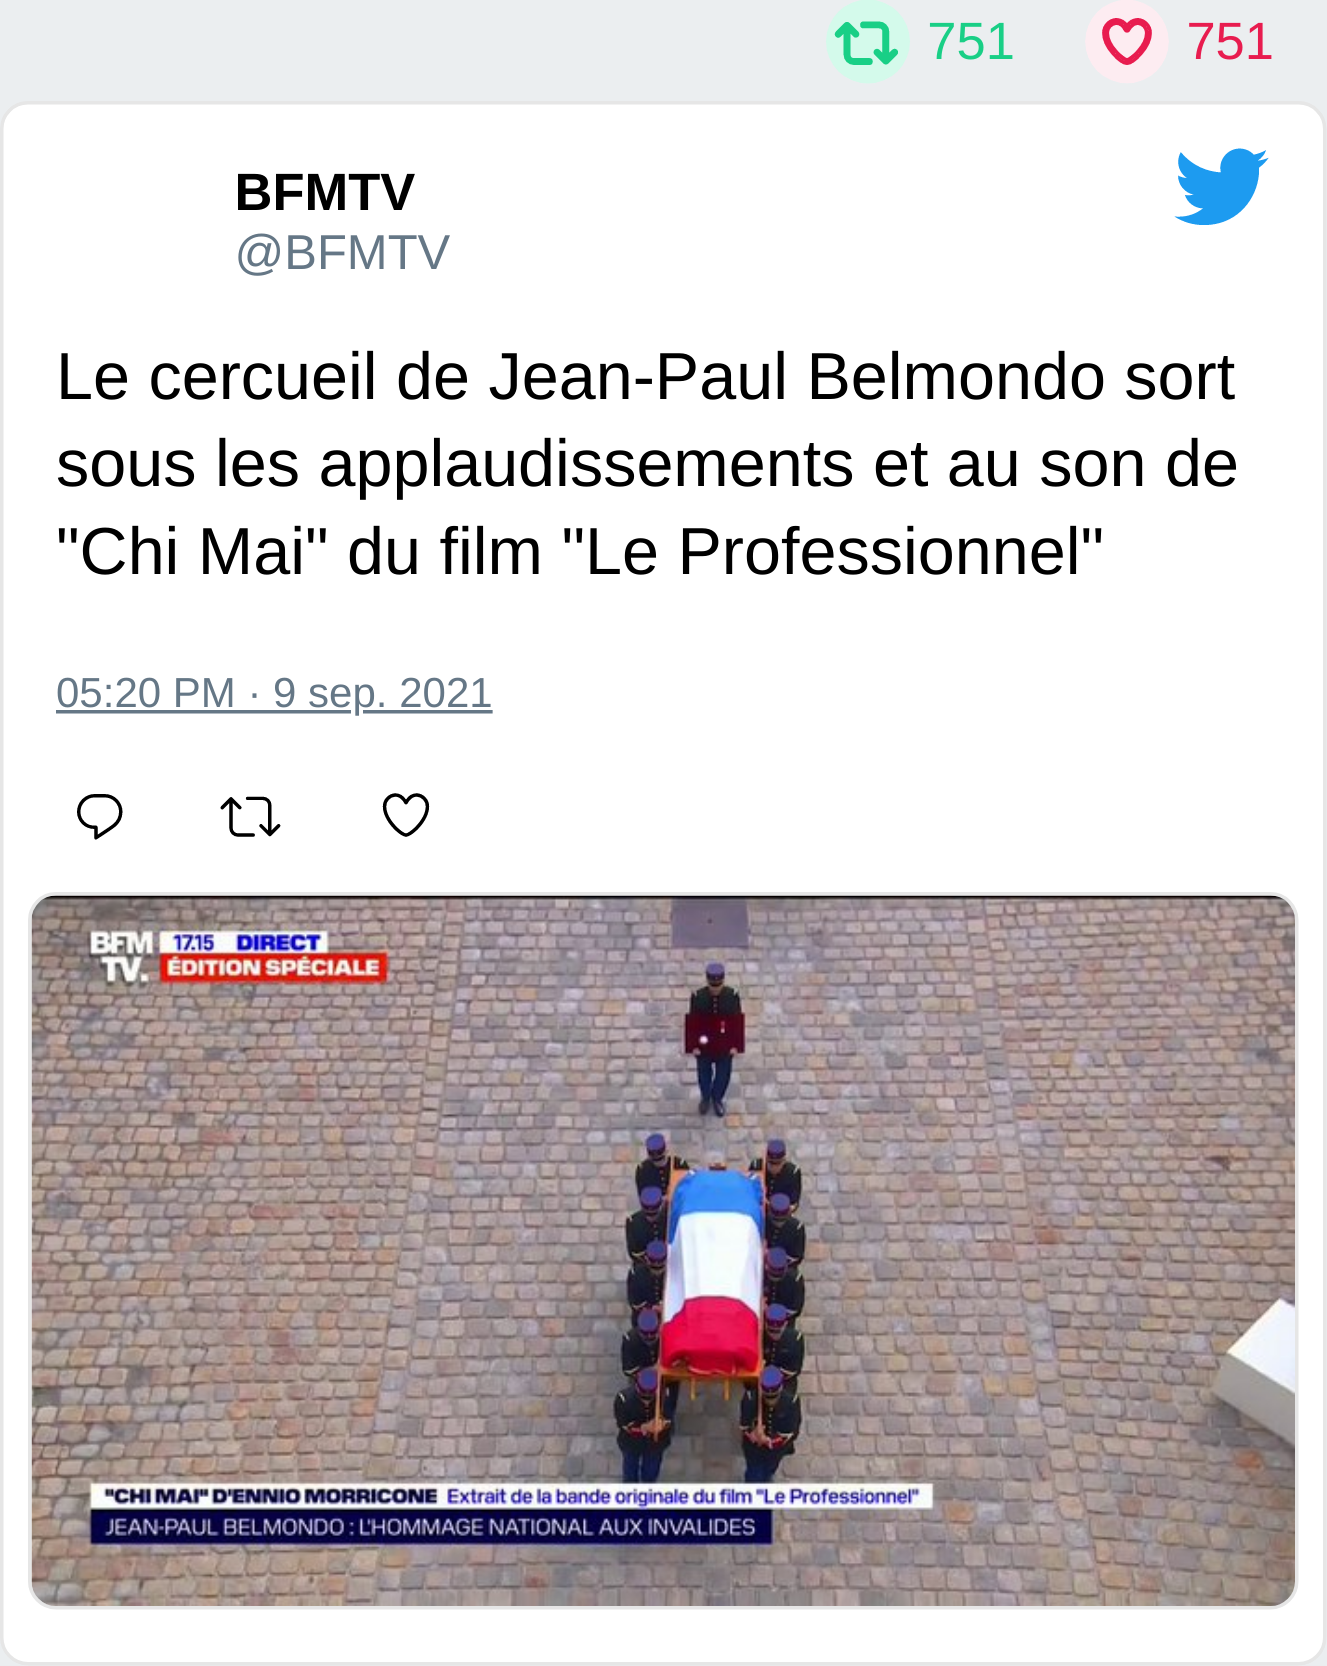 751 751
BFMTV
@BFMTV
Le cercueil de Jean-Paul Belmondo sort
sous les applaudissements et au son de
"Chi Mai" du film "Le Professionnel"
05:20 PM · 9 sep. 2021
BFM 17.15 DIRECT
TV. ÉDITION SPÉCIALE
"CHI MAI" D'ENNIO MORRICONE Extrait de la bande originale du film "Le Professionnel"
JEAN-PAUL BELMONDO : L'HOMMAGE NATIONAL AUX INVALIDES